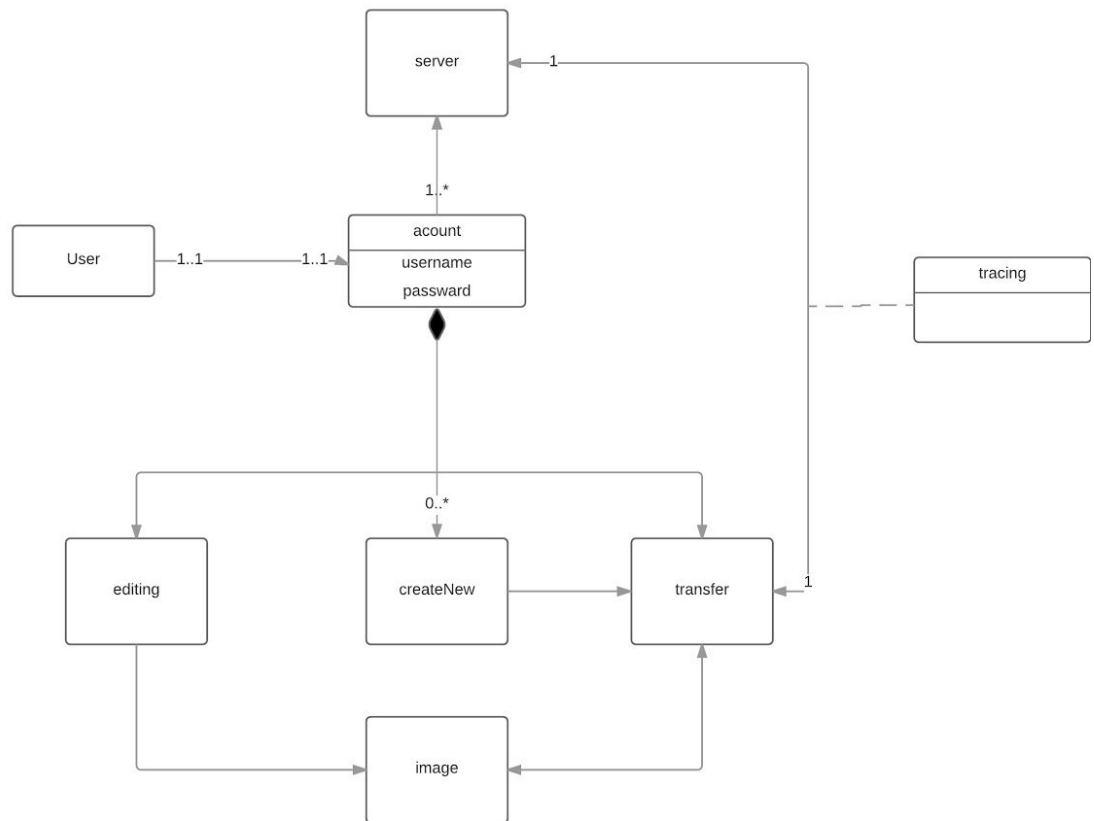 server
1
1..*
acount
User
1..1
1..1
username
passward
tracing
0..*
editing
createNew
transfer
1
image